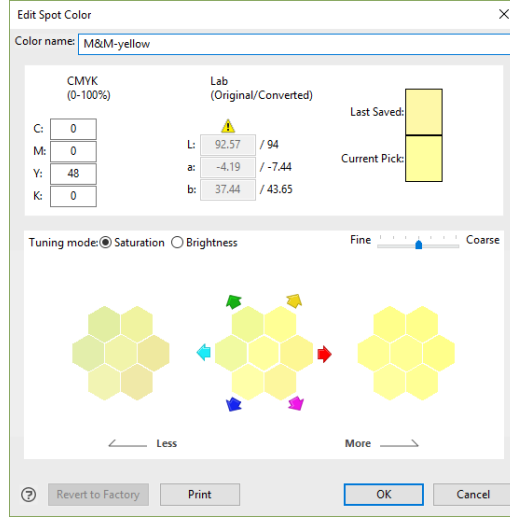 Edit Spot Color
Color name: M&M-yellow
CMYK
(0-100%)
Lab
(Original/Converted)
C: 0
M: 0
Y: 48
K: 0
L: 92.57 / 94
a: -4.19 / -7.44
b: 37.44 / 43.65
Last Saved:
Current Pick:
Tuning mode: Saturation Brightness
Fine Coarse
Less More
? Revert to Factory Print OK Cancel